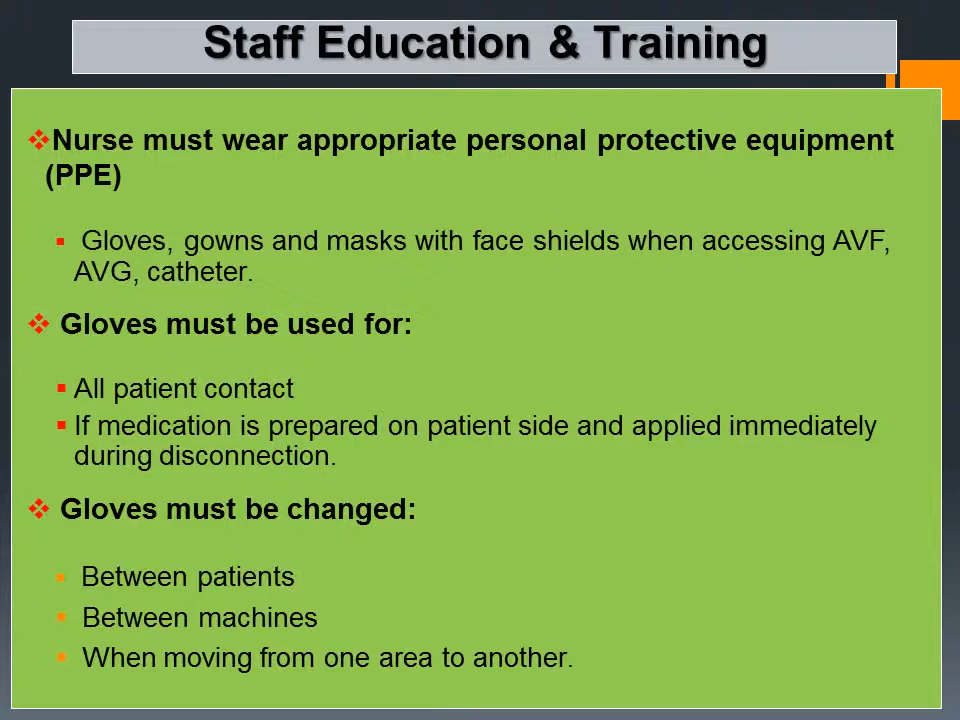 Staff Education & Training
❖Nurse must wear appropriate personal protective equipment
(PPE)
▪ Gloves, gowns and masks with face shields when accessing AVF,
AVG, catheter.
❖ Gloves must be used for:
▪ All patient contact
▪ If medication is prepared on patient side and applied immediately
during disconnection.
❖ Gloves must be changed:
▪ Between patients
▪ Between machines
▪ When moving from one area to another.